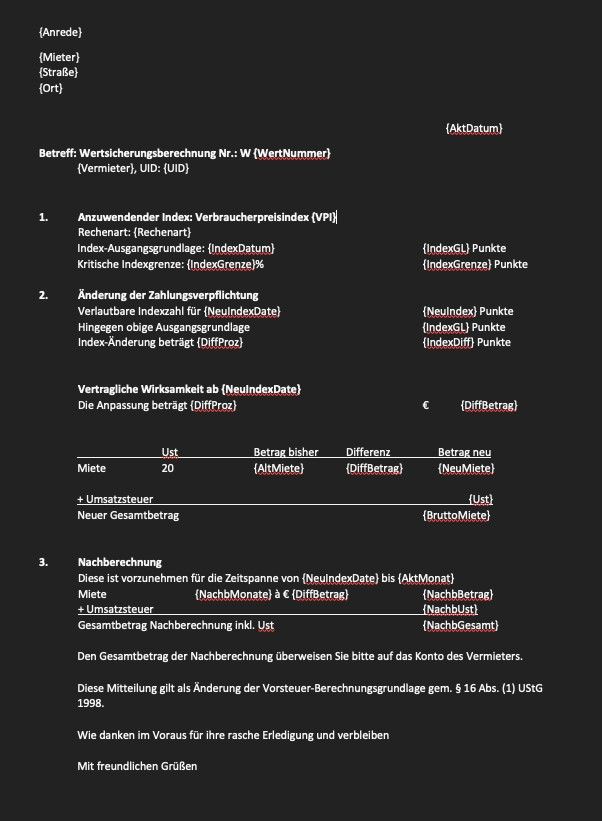 {Anrede}
{Mieter}
{Straße}
{Ort}
{AktDatum}
Betreff: Wertsicherungsberechnung Nr.: W {WertNummer}
{Vermieter}, UID: {UID}
1. Anzuwendender Index: Verbraucherpreisindex {VPI}
Rechenart: {Rechenart}
Index-Ausgangsgrundlage: {IndexDatum} {IndexGL} Punkte
Kritische Indexgrenze: {IndexGrenze}% {IndexGrenze} Punkte
2. Änderung der Zahlungsverpflichtung
Verlautbare Indexzahl für {NeuIndexDate} {NeuIndex} Punkte
Hingegen obige Ausgangsgrundlage {IndexGL} Punkte
Index-Änderung beträgt {DiffProz} {IndexDiff} Punkte
Vertragliche Wirksamkeit ab {NeuIndexDate}
Die Anpassung beträgt {DiffProz} € {DiffBetrag}
Ust Betrag bisher Differenz Betrag neu
Miete 20 {AltMiete} {DiffBetrag} {NeuMiete}
+ Umsatzsteuer {Ust}
Neuer Gesamtbetrag {BruttoMiete}
3. Nachberechnung
Diese ist vorzunehmen für die Zeitspanne von {NeuIndexDate} bis {AktMonat}
Miete {NachbMonate} à € {DiffBetrag} {NachbBetrag}
+ Umsatzsteuer {NachbUst}
Gesamtbetrag Nachberechnung inkl. Ust {NachbGesamt}
Den Gesamtbetrag der Nachberechnung überweisen Sie bitte auf das Konto des Vermieters.
Diese Mitteilung gilt als Änderung der Vorsteuer-Berechnungsgrundlage gem. § 16 Abs. (1) UStG
1998.
Wie danken im Voraus für ihre rasche Erledigung und verbleiben
Mit freundlichen Grüßen